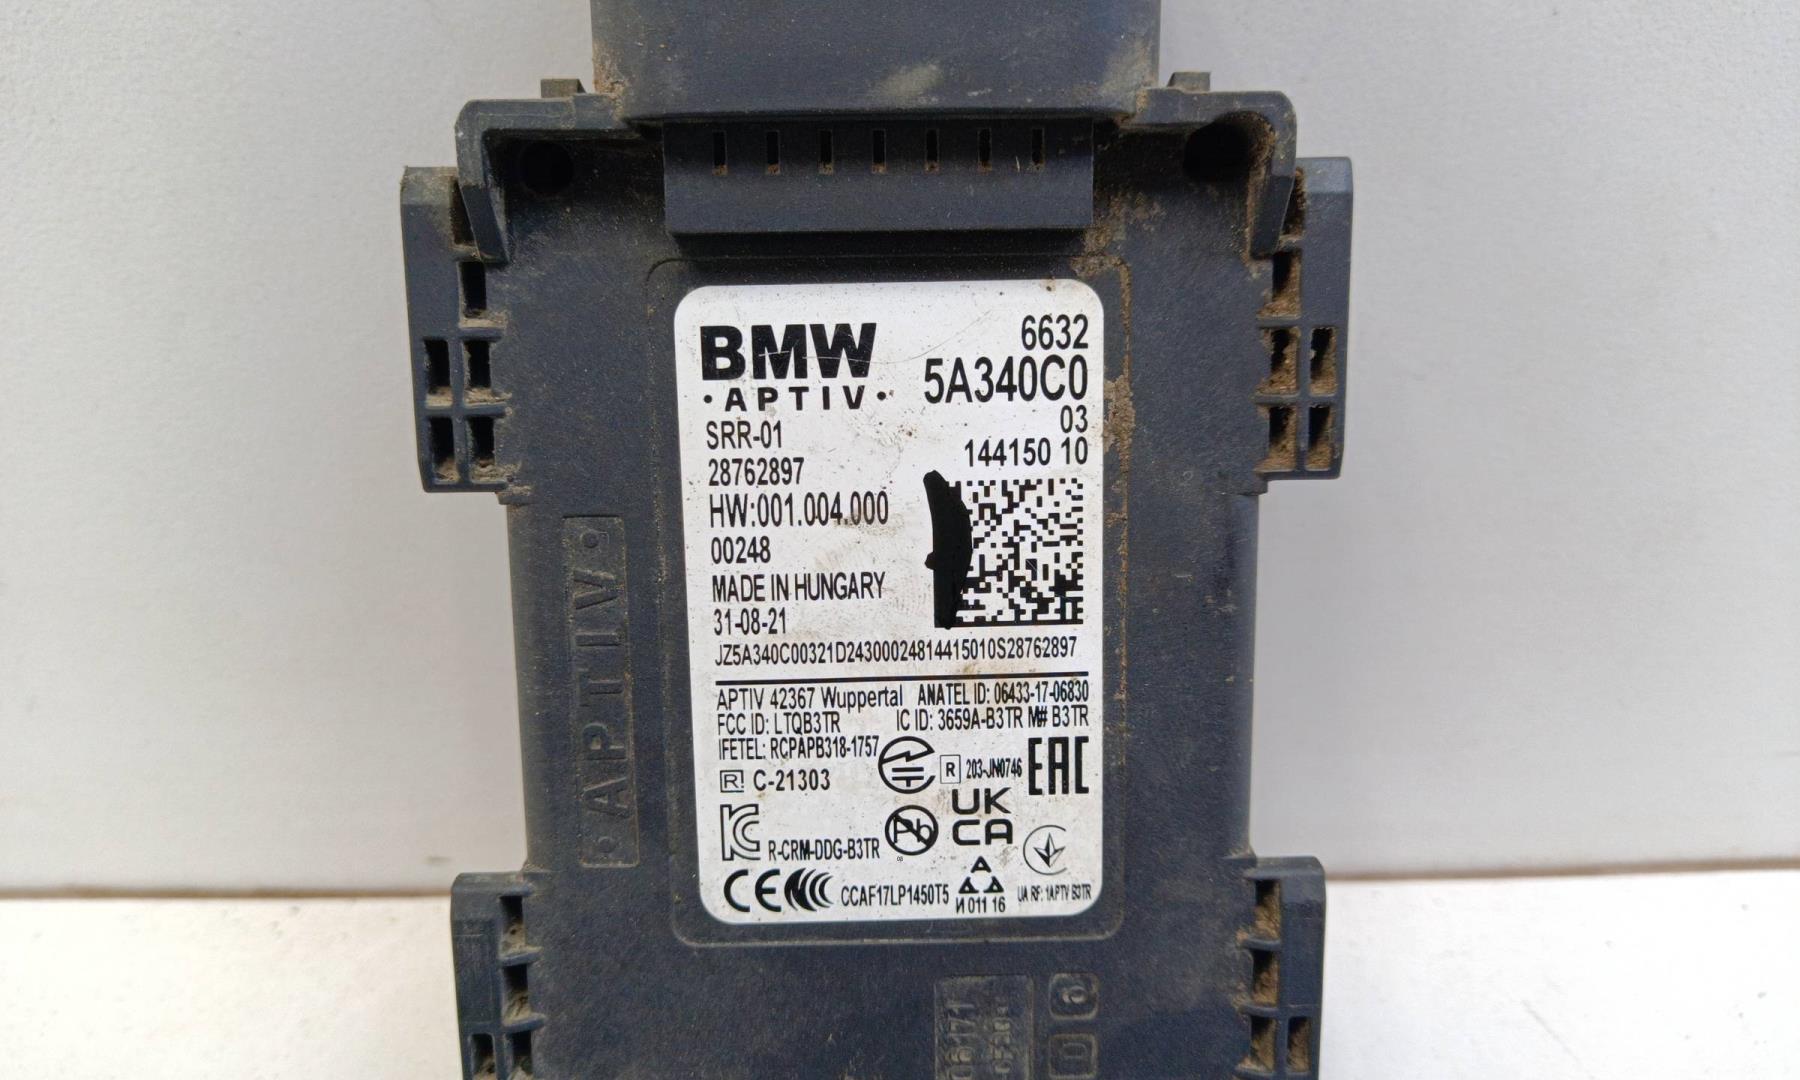 BMW
·APTIV·
6632
5A340C0
03
144150 10
SRR-01
28762897
HW:001.004.000
00248
MADE IN HUNGARY
31-08-21
JZ5A340C00321D24300024814415010S28762897
APTIV 42367 Wuppertal ANATEL ID: 06433-17-06830
FCC ID: LTQB3TR IC ID: 3659A-B3TR M# B3TR
IFETEL: RCPAPB318-1757
R C-21303
R 203-JN0746
EAC
UK
CA
Pb
R-CRM-DDG-B3TR
CE CCAF17LP1450T5
И 011 16
UA RF: 1APTV B3TR
·APTIV·
06171
D